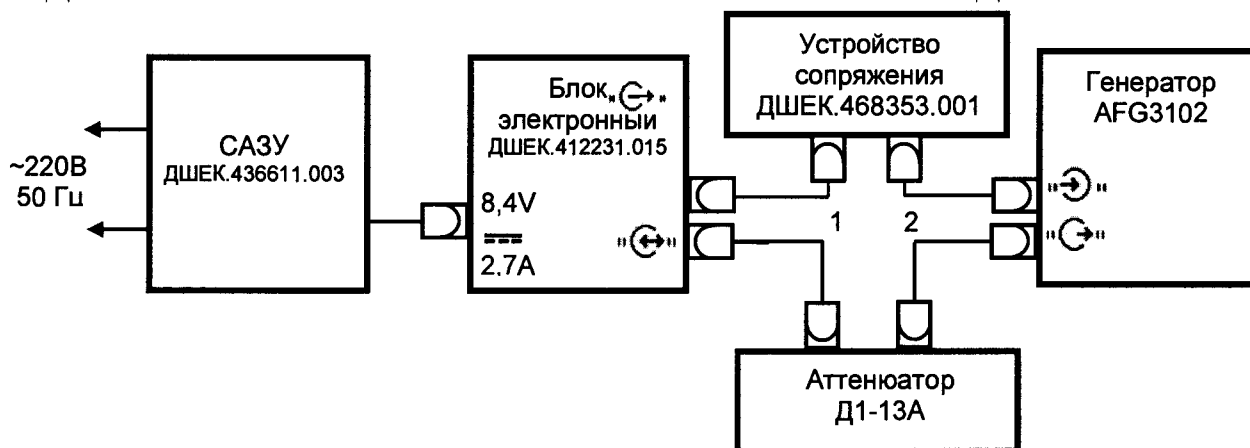 ~220В
50 Гц
САЗУ
ДШЕК.436611.003
Блок
электронный
ДШЕК.412231.015
8,4V
2,7A
Устройство
сопряжения
ДШЕК.468353.001
1
2
Генератор
AFG3102
Аттенюатор
Д1-13А